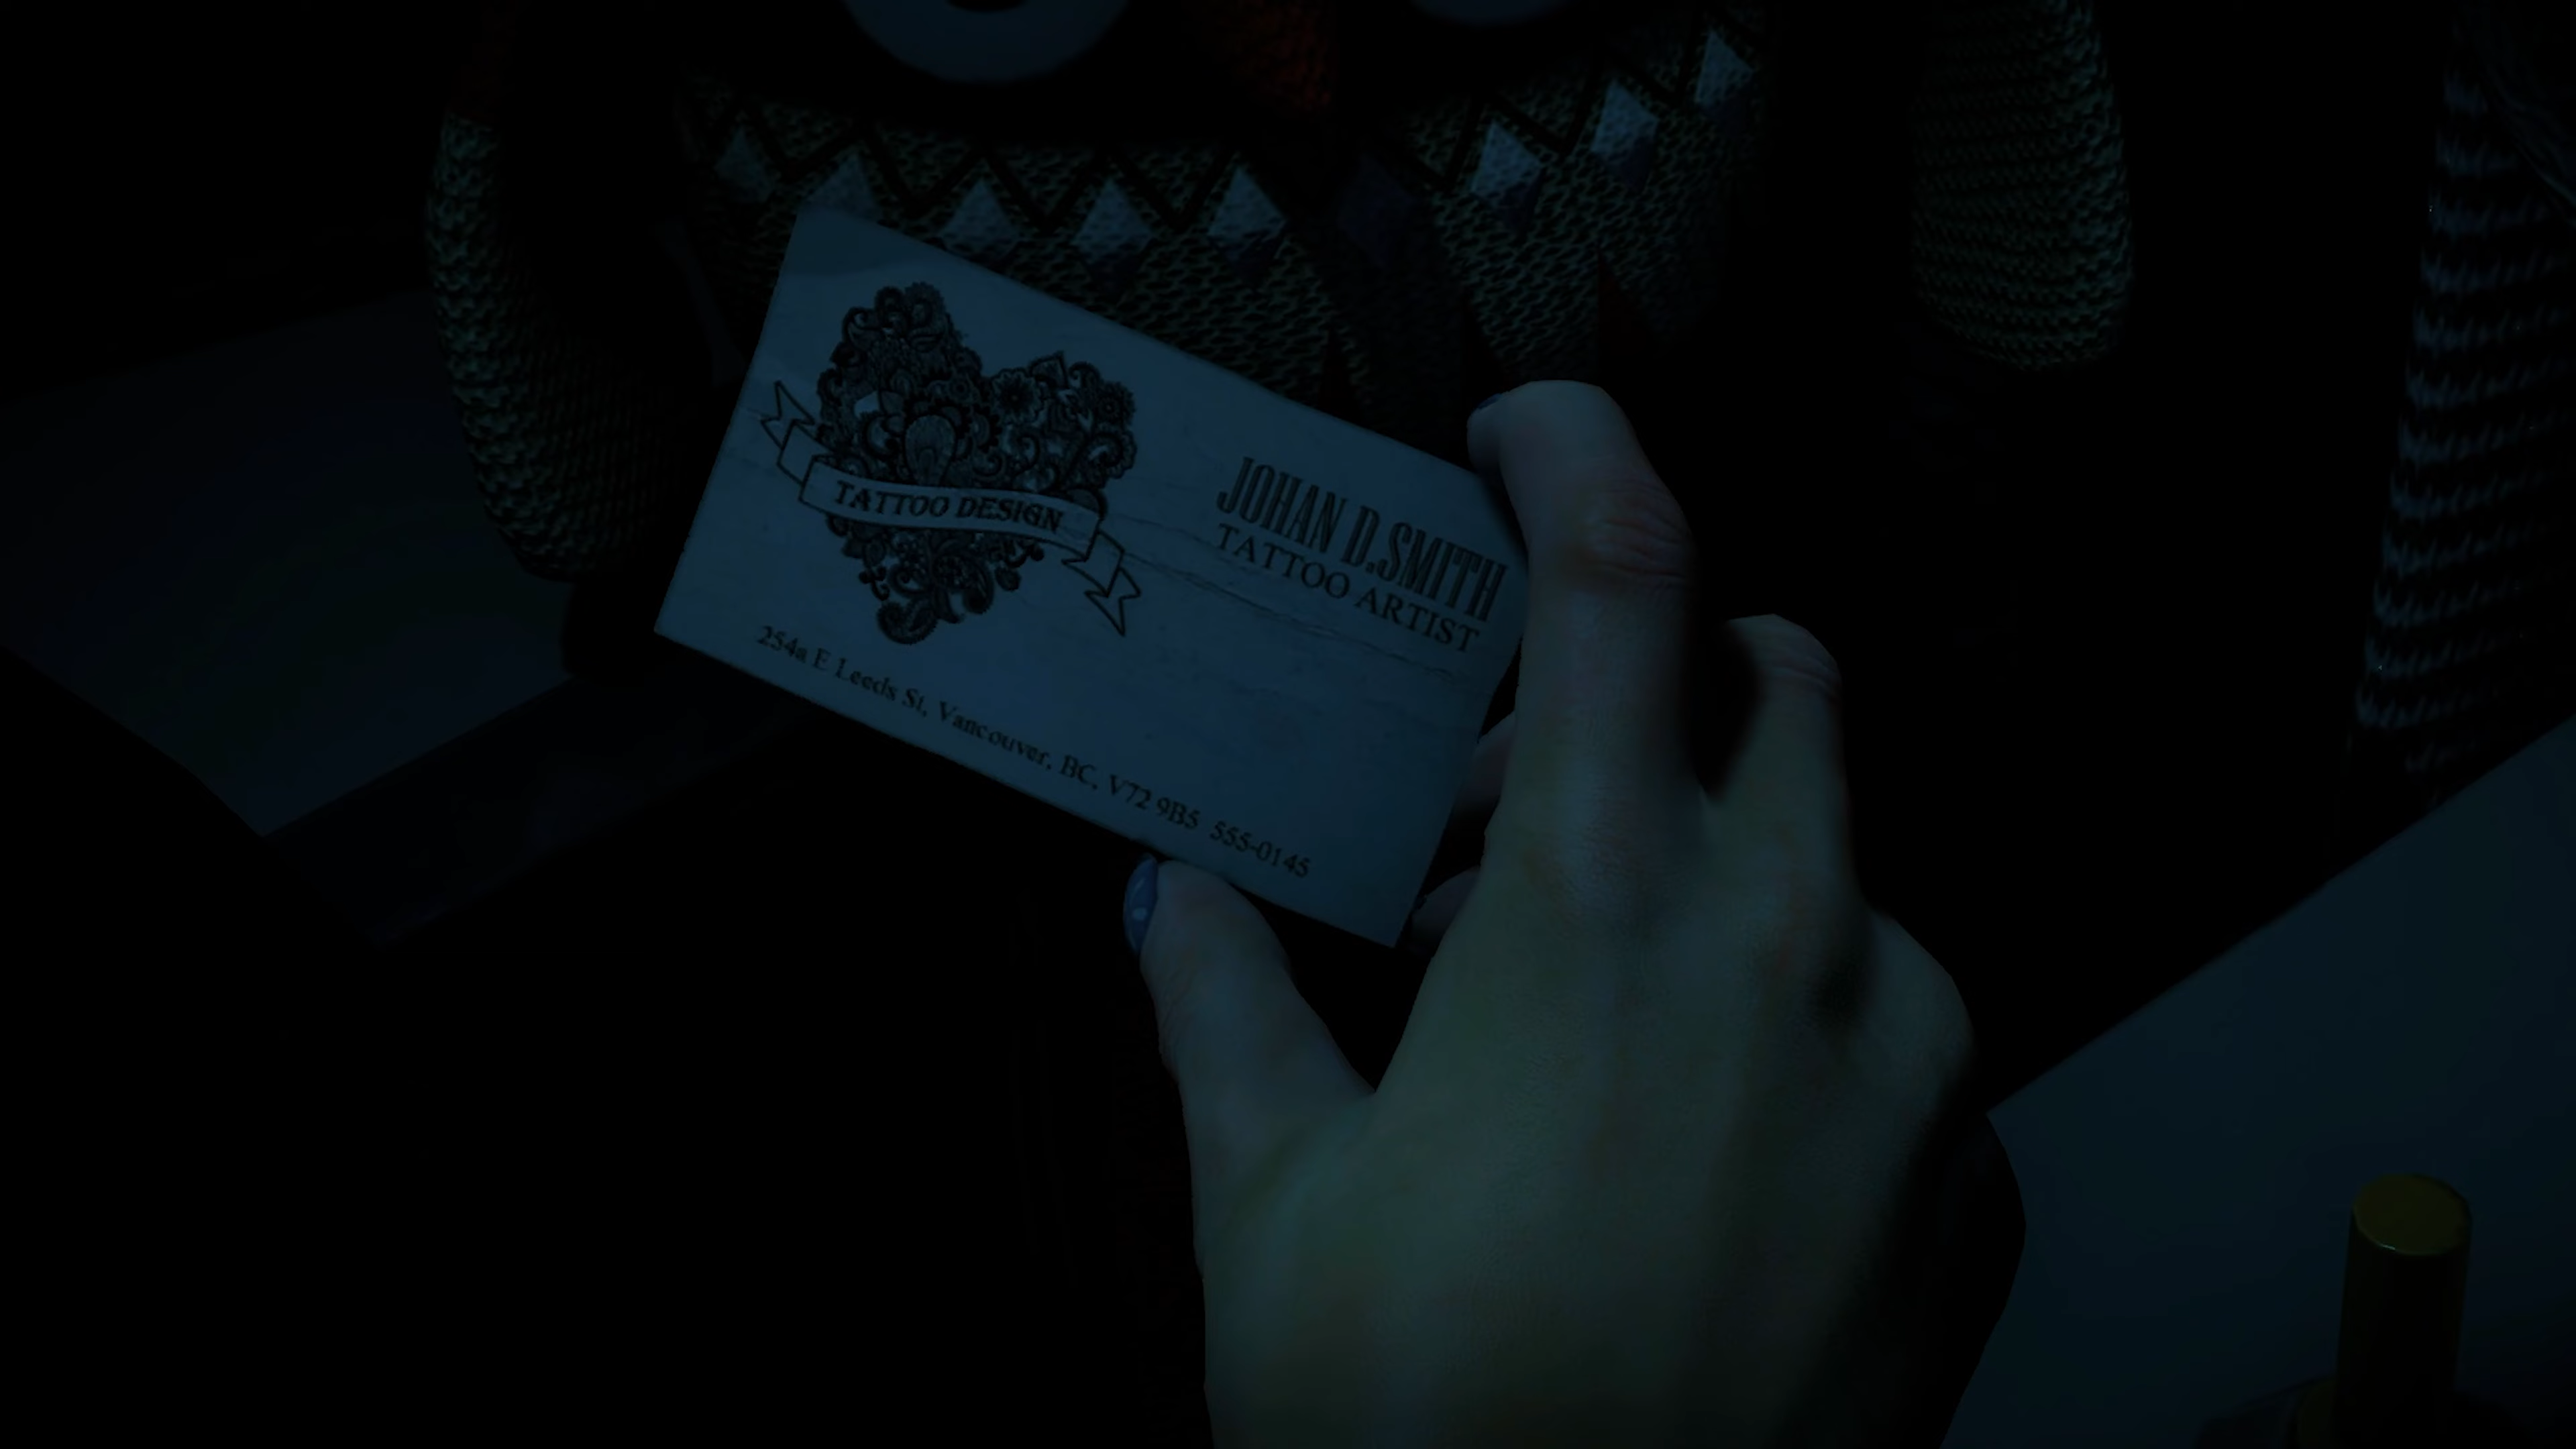 TATTOO DESIGN
JOHAN D.SMITH
TATTOO ARTIST
254a E Leeds St, Vancouver, BC, V72 9B5 555-0145